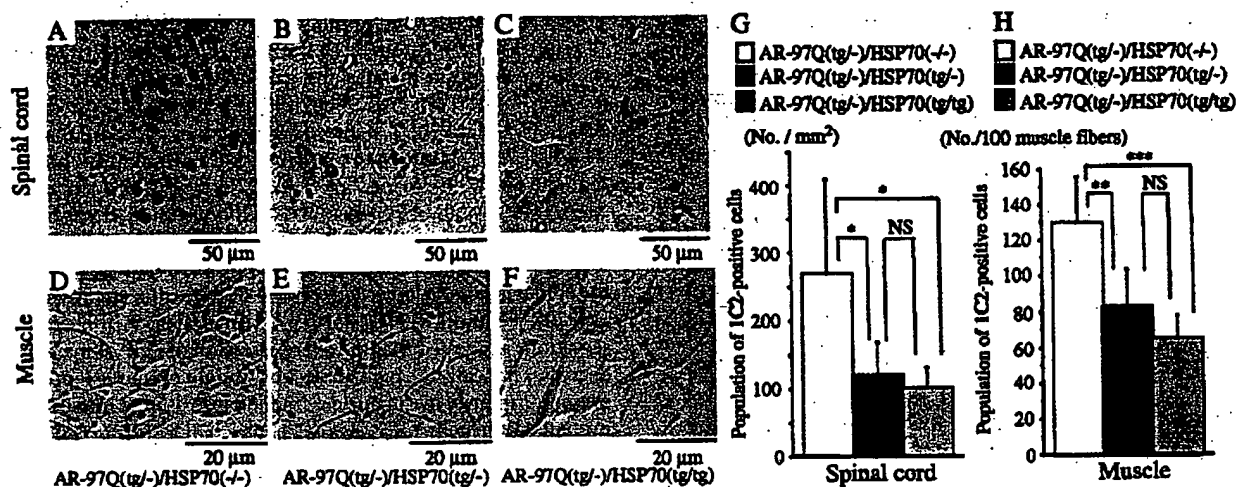 A
B
C
Spinal cord
50 µm
50 µm
50 µm
D
E
F
Muscle
20 µm
20 µm
20 µm
AR-97Q(tg/-)/HSP70(-/-)
AR-97Q(tg/-)/HSP70(tg/-)
AR-97Q(tg/-)/HSP70(tg/tg)
G
AR-97Q(tg/-)/HSP70(-/-)
AR-97Q(tg/-)/HSP70(tg/-)
AR-97Q(tg/-)/HSP70(tg/tg)
(No. / mm²)
Population of 1C2-positive cells
400
300
200
100
0
*
*
NS
Spinal cord
H
AR-97Q(tg/-)/HSP70(-/-)
AR-97Q(tg/-)/HSP70(tg/-)
AR-97Q(tg/-)/HSP70(tg/tg)
(No./100 muscle fibers)
Population of 1C2-positive cells
160
140
120
100
80
60
40
20
0
***
**
NS
Muscle